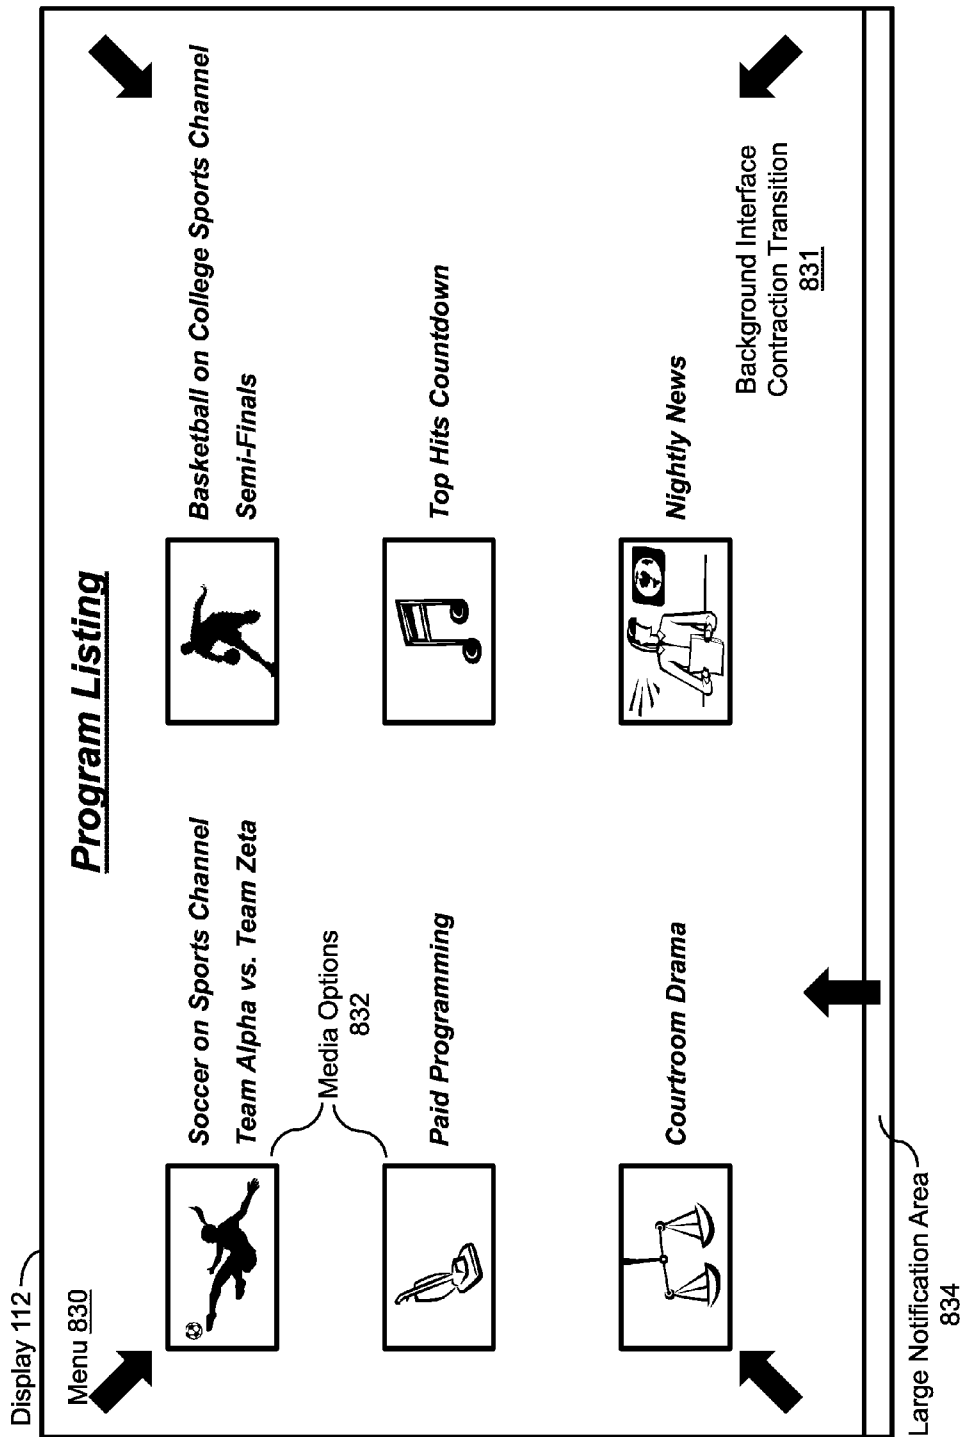 Display 112
Menu 830
Program Listing
Soccer on Sports Channel
Team Alpha vs. Team Zeta
Basketball on College Sports Channel
Semi-Finals
Media Options
832
Paid Programming
Top Hits Countdown
Courtroom Drama
Nightly News
Background Interface
Contraction Transition
831
Large Notification Area
834